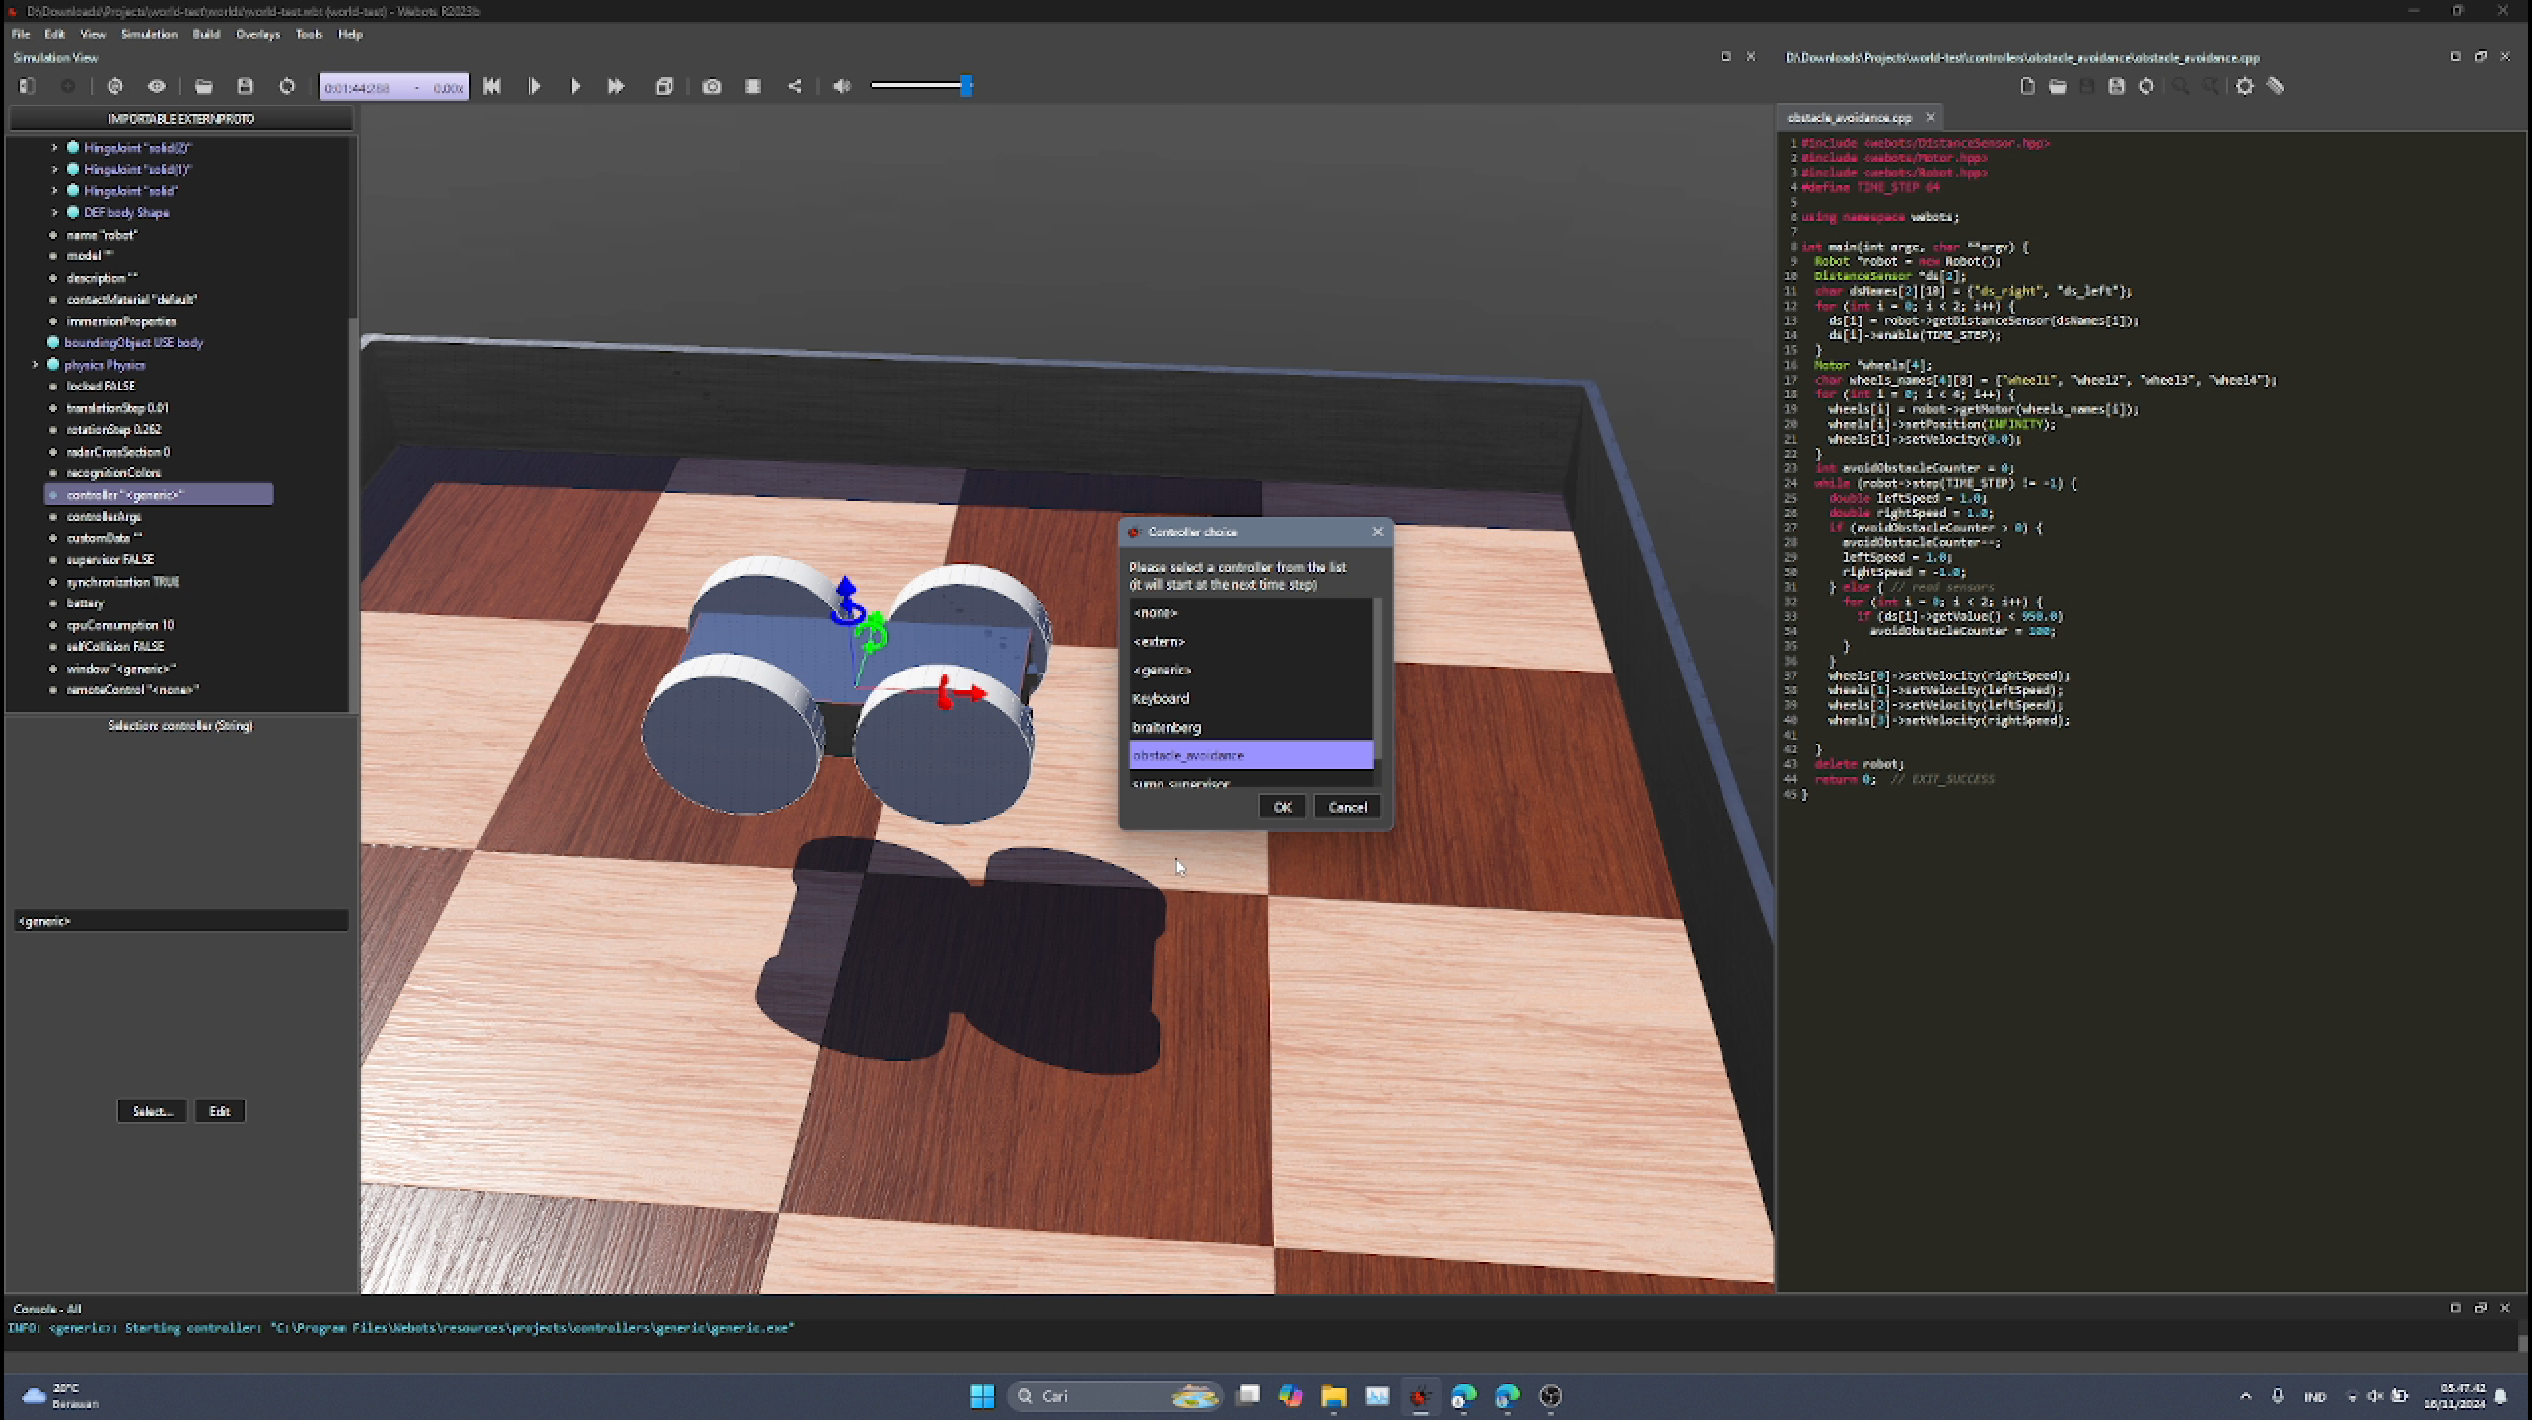 D:\Downloads\Projects\world-test\worlds\world-test.wbt (world-test) - Webots R2023b
File Edit View Simulation Build Overlays Tools Help
Simulation View
D:\Downloads\Projects\world-test\controllers\obstacle_avoidance\obstacle_avoidance.cpp
0:01:44:288 - 0.00x
IMPORTABLE EXTERNPROTO
HingeJoint "solid(2)"
HingeJoint "solid(1)"
HingeJoint "solid"
DEF body Shape
name "robot"
model ""
description ""
contactMaterial "default"
immersionProperties
boundingObject USE body
physics Physics
locked FALSE
translationStep 0.01
rotationStep 0.262
radarCrossSection 0
recognitionColors
controller "<generic>"
controllerArgs
customData ""
supervisor FALSE
synchronization TRUE
battery
cpuConsumption 10
selfCollision FALSE
window "<generic>"
remoteControl "<none>"
Selection: controller (String)
<generic>
Select... Edit
Controller choice
Please select a controller from the list
(it will start at the next time step)
<none>
<extern>
<generic>
Keyboard
braitenberg
obstacle_avoidance
sumo_supervisor
OK Cancel
obstacle_avoidance.cpp
1 #include <webots/DistanceSensor.hpp>
2 #include <webots/Motor.hpp>
3 #include <webots/Robot.hpp>
4 #define TIME_STEP 64
5
6 using namespace webots;
7
8 int main(int argc, char **argv) {
9 Robot *robot = new Robot();
10 DistanceSensor *ds[2];
11 char dsNames[2][10] = {"ds_right", "ds_left"};
12 for (int i = 0; i < 2; i++) {
13 ds[i] = robot->getDistanceSensor(dsNames[i]);
14 ds[i]->enable(TIME_STEP);
15 }
16 Motor *wheels[4];
17 char wheels_names[4][8] = {"wheel1", "wheel2", "wheel3", "wheel4"};
18 for (int i = 0; i < 4; i++) {
19 wheels[i] = robot->getMotor(wheels_names[i]);
20 wheels[i]->setPosition(INFINITY);
21 wheels[i]->setVelocity(0.0);
22 }
23 int avoidObstacleCounter = 0;
24 while (robot->step(TIME_STEP) != -1) {
25 double leftSpeed = 1.0;
26 double rightSpeed = 1.0;
27 if (avoidObstacleCounter > 0) {
28 avoidObstacleCounter--;
29 leftSpeed = 1.0;
30 rightSpeed = -1.0;
31 } else { // read sensors
32 for (int i = 0; i < 2; i++) {
33 if (ds[i]->getValue() < 950.0)
34 avoidObstacleCounter = 100;
35 }
36 }
37 wheels[0]->setVelocity(rightSpeed);
38 wheels[1]->setVelocity(leftSpeed);
39 wheels[2]->setVelocity(leftSpeed);
40 wheels[3]->setVelocity(rightSpeed);
41
42 }
43 delete robot;
44 return 0; // EXIT_SUCCESS
45 }
Console - All
INFO: <generic>: Starting controller: "C:\Program Files\Webots\resources\projects\controllers\generic\generic.exe"
20°C
Berawan
Cari
IND
05.47.42
16/11/2024